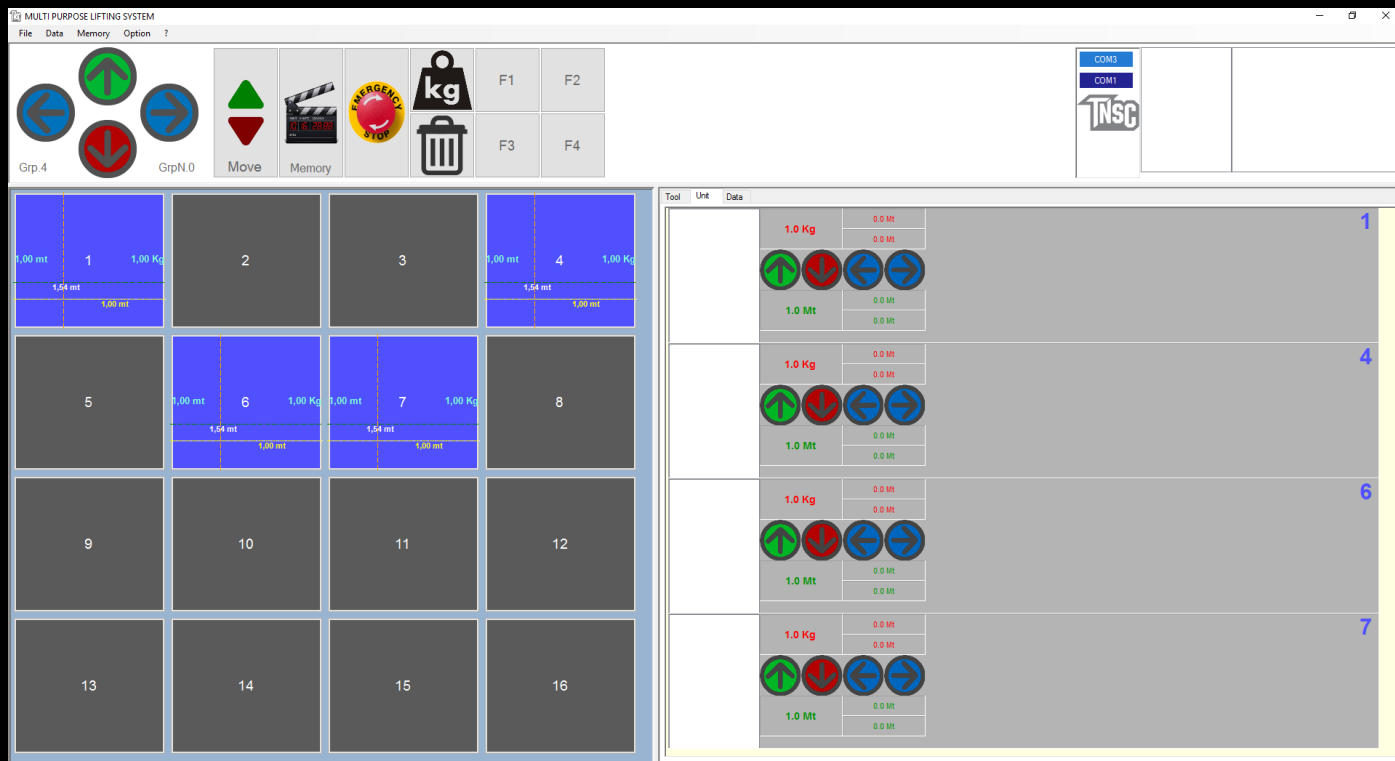 MULTI PURPOSE LIFTING SYSTEM
File Data Memory Option ?
Grp.4
GrpN.0
Move
Memory
EMERGENCY
STOP
kg
F1
F2
F3
F4
COM3
COM1
TNSC
1,00 mt 1 1,00 Kg
1,54 mt
1,00 mt
2
3
1,00 mt 4 1,00 Kg
1,54 mt
1,00 mt
5
1,00 mt 6 1,00 Kg
1,54 mt
1,00 mt
1,00 mt 7 1,00 Kg
1,54 mt
1,00 mt
8
9
10
11
12
13
14
15
16
Tool Unit Data
1.0 Kg
0.0 Mt
0.0 Mt
1
1.0 Mt
0.0 Mt
0.0 Mt
1.0 Kg
0.0 Mt
0.0 Mt
4
1.0 Mt
0.0 Mt
0.0 Mt
1.0 Kg
0.0 Mt
0.0 Mt
6
1.0 Mt
0.0 Mt
0.0 Mt
1.0 Kg
0.0 Mt
0.0 Mt
7
1.0 Mt
0.0 Mt
0.0 Mt